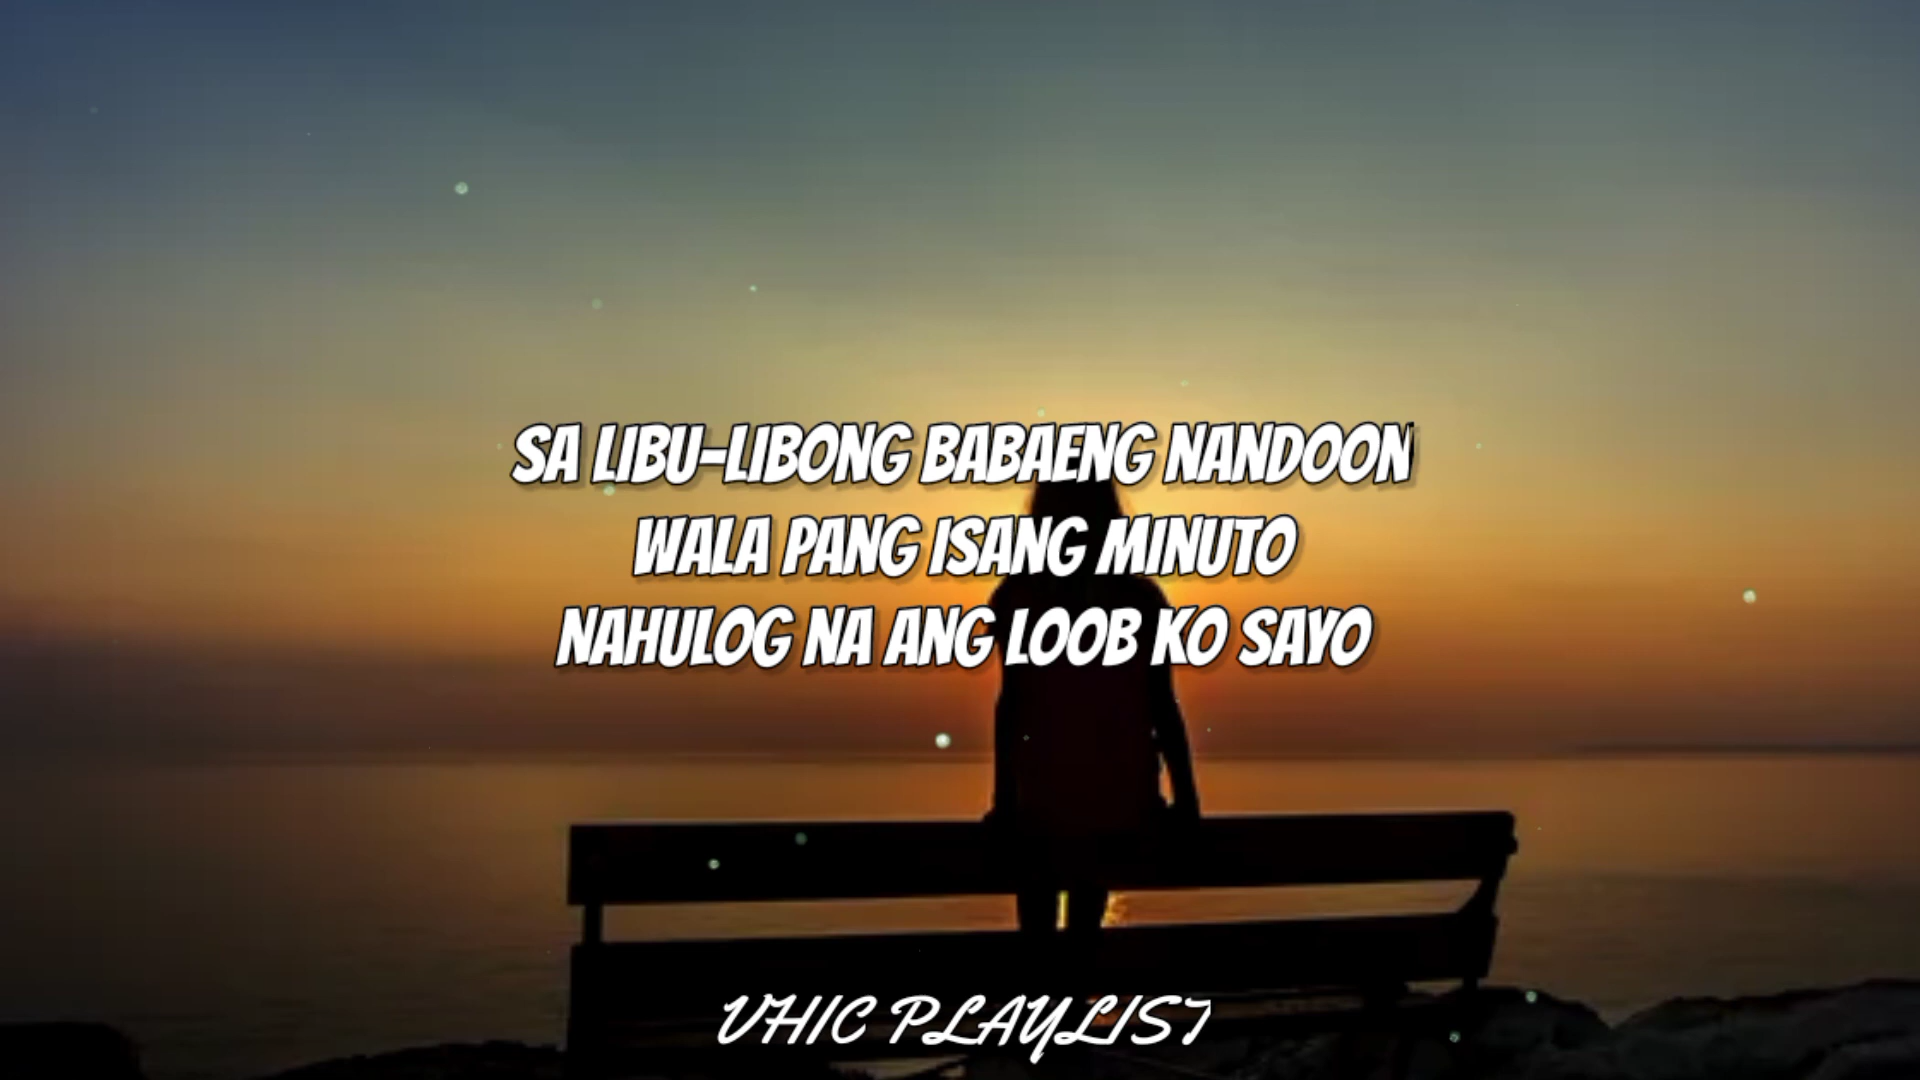 SA LIBU-LIBONG BABAENG NANDOON
WALA PANG ISANG MINUTO
NAHULOG NA ANG LOOB KO SAYO
VHIC PLAYLIST